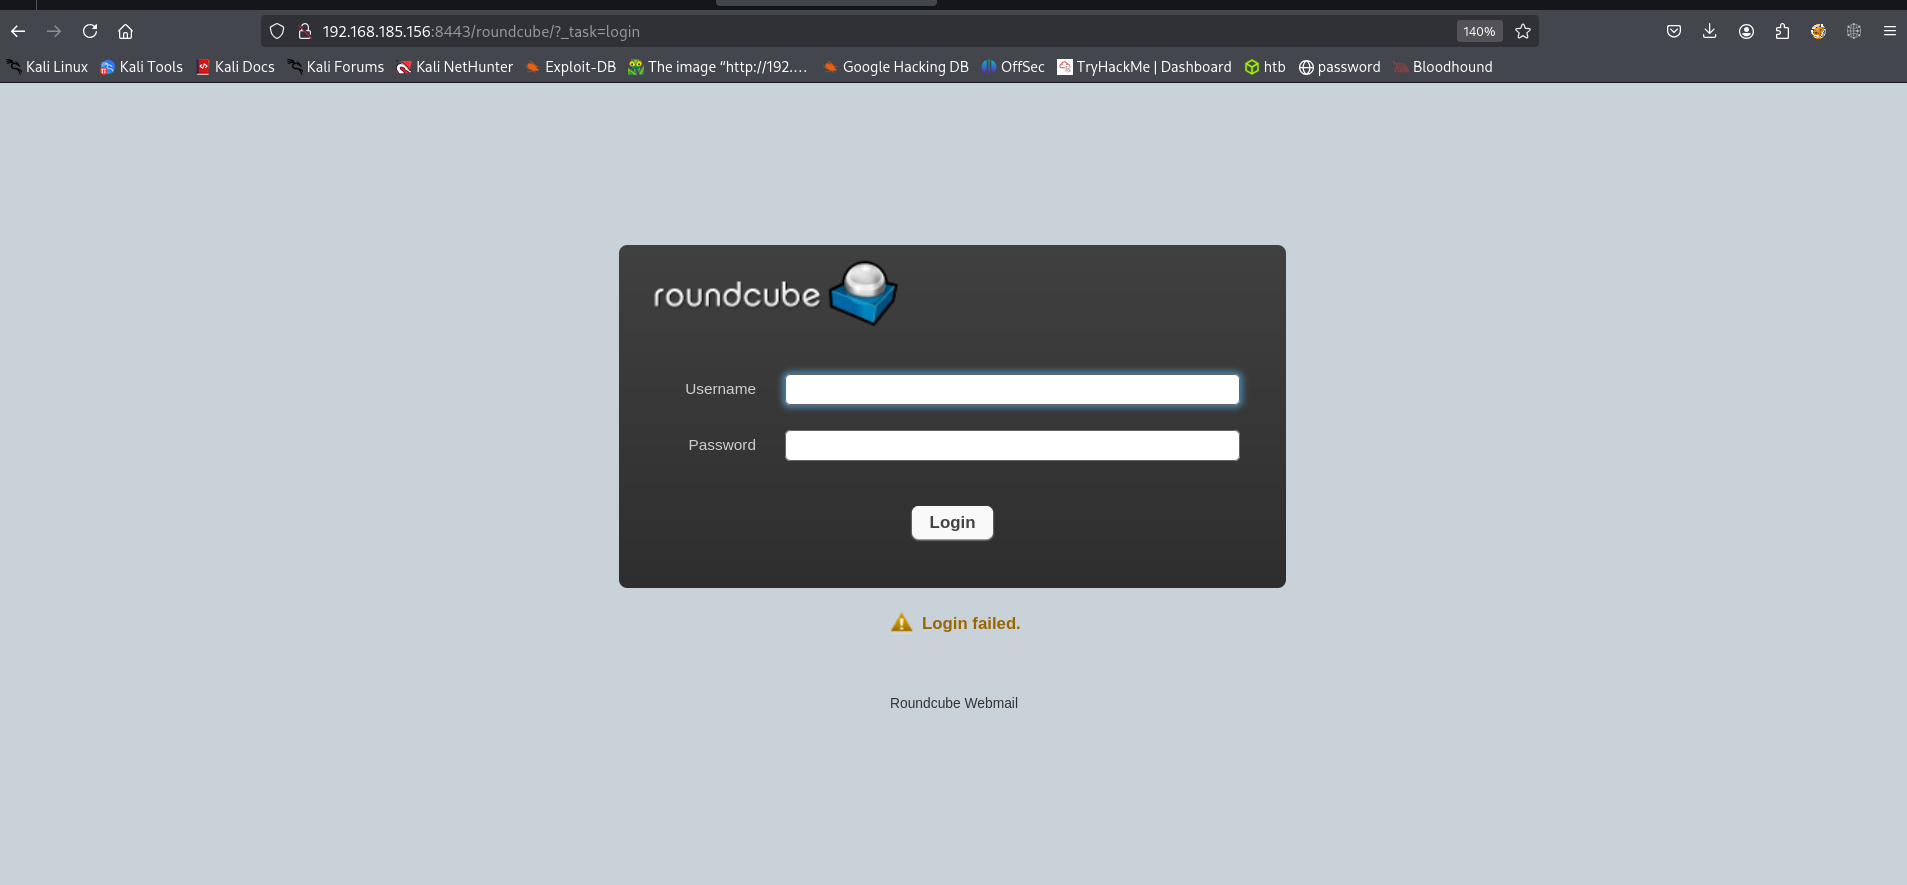 192.168.185.156:8443/roundcube/?_task=login 140%
Kali Linux Kali Tools Kali Docs Kali Forums Kali NetHunter Exploit-DB The image “http://192.… Google Hacking DB OffSec TryHackMe | Dashboard htb password Bloodhound
roundcube
Username
Password
Login
Login failed.
Roundcube Webmail